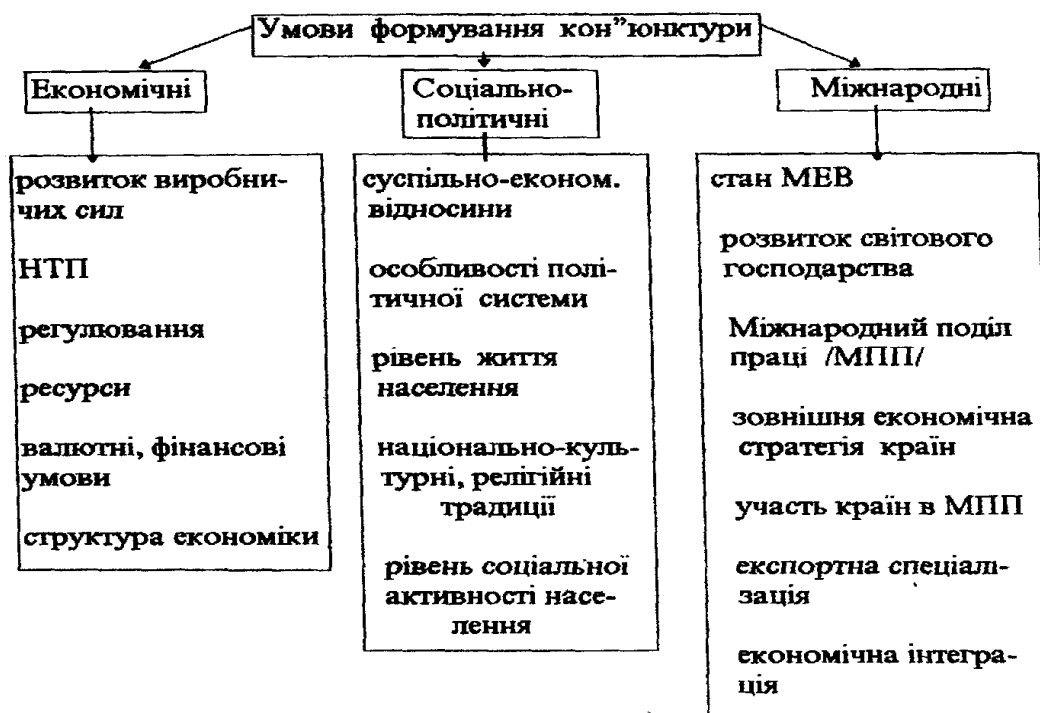 Умови формування кон”юнктури
Економічні
Соціально-
політичні
Міжнародні
розвиток виробни-
чих сил
НТП
регулювання
ресурси
валютні, фінансові
умови
структура економіки
суспільно-економ.
відносини
особливості полі-
тичної системи
рівень життя
населення
національно-куль-
турні, релігійні
традиції
рівень соціальної
активності насе-
лення
стан МЕВ
розвиток світового
господарства
Міжнародний поділ
праці /МПП/
зовнішня економічна
стратегія країн
участь країн в МПП
експортна спеціалі-
зація
економічна інтегра-
ція